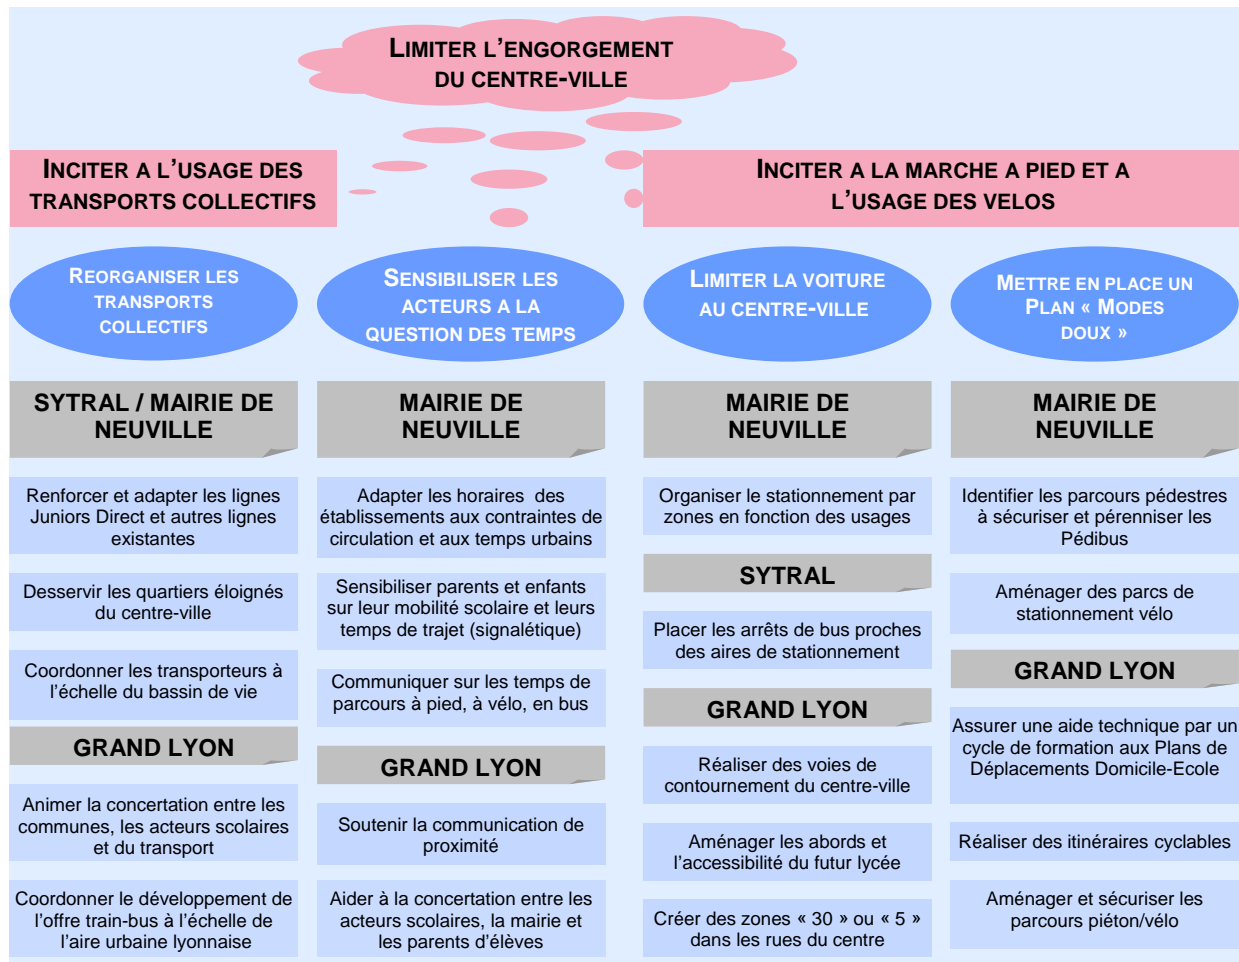 LIMITER L'ENGORGEMENT
DU CENTRE-VILLE
INCITER A L'USAGE DES
TRANSPORTS COLLECTIFS
INCITER A LA MARCHE A PIED ET A
L'USAGE DES VELOS
REORGANISER LES
TRANSPORTS
COLLECTIFS
SENSIBILISER LES
ACTEURS A LA
QUESTION DES TEMPS
LIMITER LA VOITURE
AU CENTRE-VILLE
METTRE EN PLACE UN
PLAN « MODES
DOUX »
SYTRAL / MAIRIE DE
NEUVILLE
Renforcer et adapter les lignes
Juniors Direct et autres lignes
existantes
Desservir les quartiers éloignés
du centre-ville
Coordonner les transporteurs à
l'échelle du bassin de vie
GRAND LYON
Animer la concertation entre les
communes, les acteurs scolaires
et du transport
Coordonner le développement de
l'offre train-bus à l'échelle de
l'aire urbaine lyonnaise
MAIRIE DE
NEUVILLE
Adapter les horaires des
établissements aux contraintes de
circulation et aux temps urbains
Sensibiliser parents et enfants
sur leur mobilité scolaire et leurs
temps de trajet (signalétique)
Communiquer sur les temps de
parcours à pied, à vélo, en bus
GRAND LYON
Soutenir la communication de
proximité
Aider à la concertation entre les
acteurs scolaires, la mairie et
les parents d'élèves
MAIRIE DE
NEUVILLE
Organiser le stationnement par
zones en fonction des usages
SYTRAL
Placer les arrêts de bus proches
des aires de stationnement
GRAND LYON
Réaliser des voies de
contournement du centre-ville
Aménager les abords et
l'accessibilité du futur lycée
Créer des zones « 30 » ou « 5 »
dans les rues du centre
MAIRIE DE
NEUVILLE
Identifier les parcours pédestres
à sécuriser et pérenniser les
Pédibus
Aménager des parcs de
stationnement vélo
GRAND LYON
Assurer une aide technique par un
cycle de formation aux Plans de
Déplacements Domicile-Ecole
Réaliser des itinéraires cyclables
Aménager et sécuriser les
parcours piéton/vélo